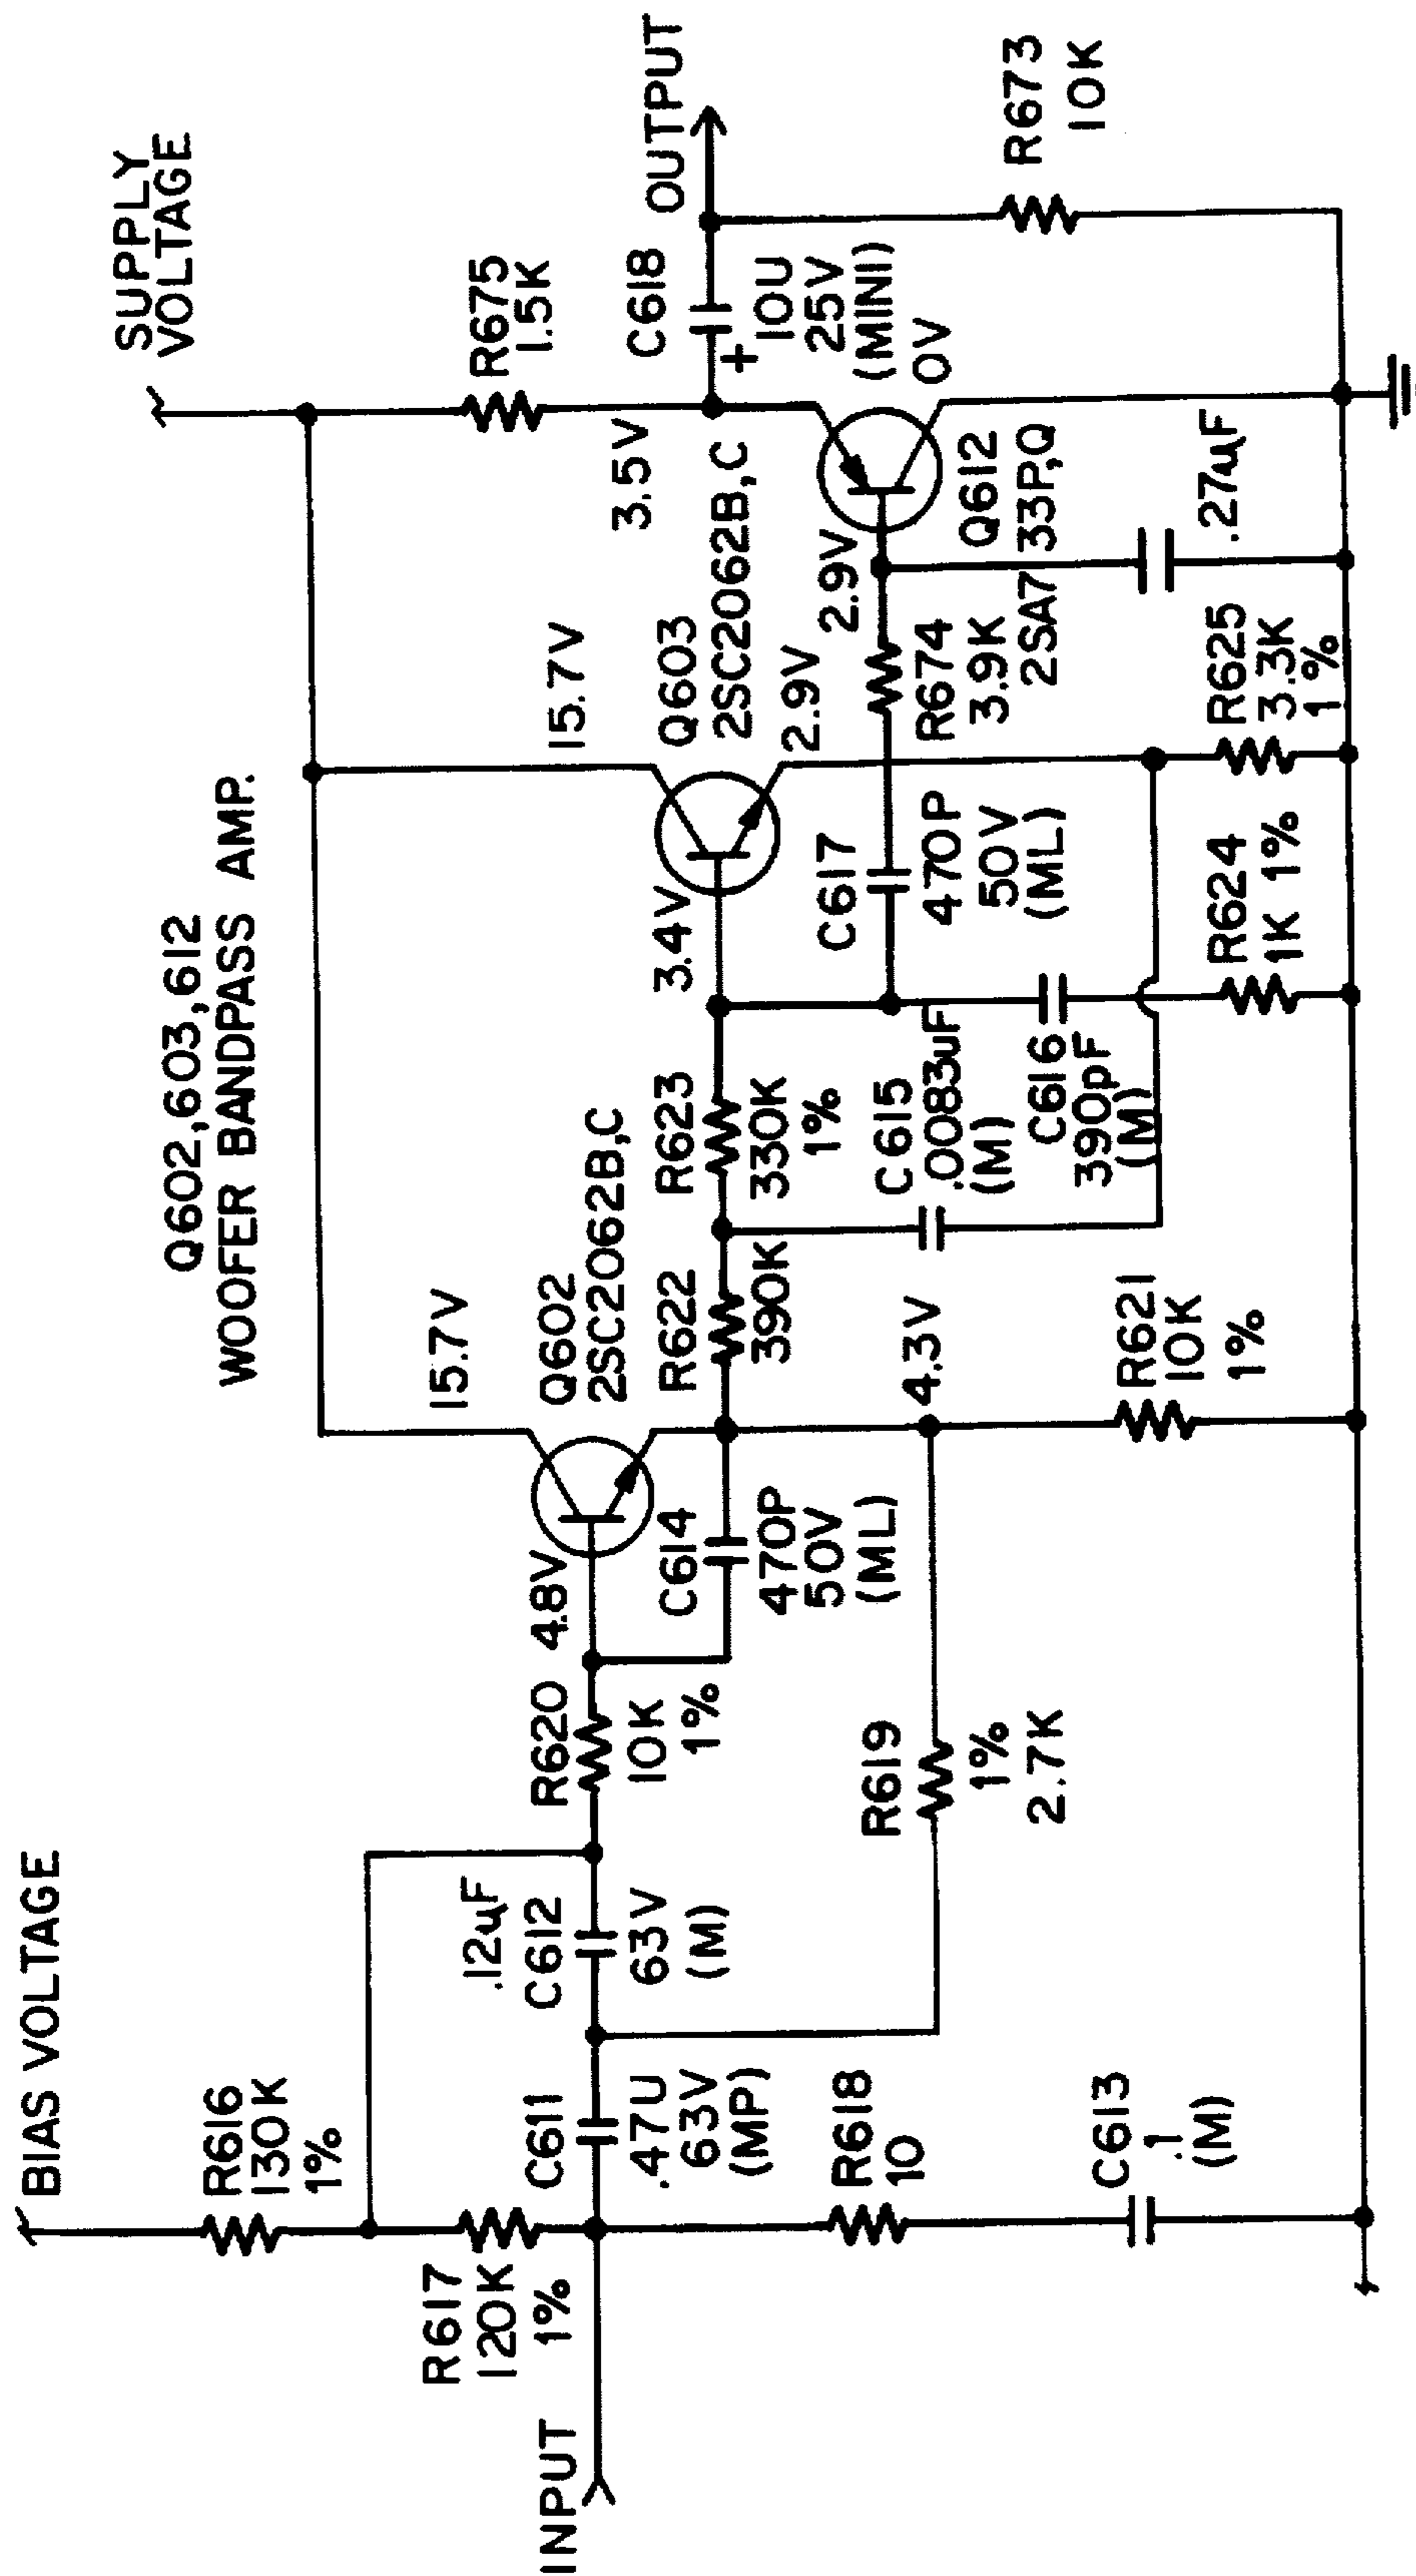 Q602,603,612
WOOFER BANDPASS AMP.
BIAS VOLTAGE
SUPPLY
VOLTAGE
R616
130K
1%
R617
120K
1%
INPUT
C611
.47U
63V
(MP)
R618
10
C613
.1
(M)
.12uF
C612
63V
(M)
R619
1%
2.7K
R620
10K
1%
4.8V
C614
470P
50V
(ML)
15.7V
Q602
2SC2062B,C
R622
390K
4.3V
R621
10K
1%
R623
330K
1%
C615
.0083uF
(M)
C616
390pF
(M)
3.4V
C617
470P
50V
(ML)
R624
1K 1%
15.7V
Q603
2SC2062B,C
2.9V
R674
3.9K
R625
3.3K
1%
2.9V
Q612
2SA733P,Q
.27uF
3.5V
R675
1.5K
C618
+
10U
25V
(MINI)
0V
OUTPUT
R673
10K